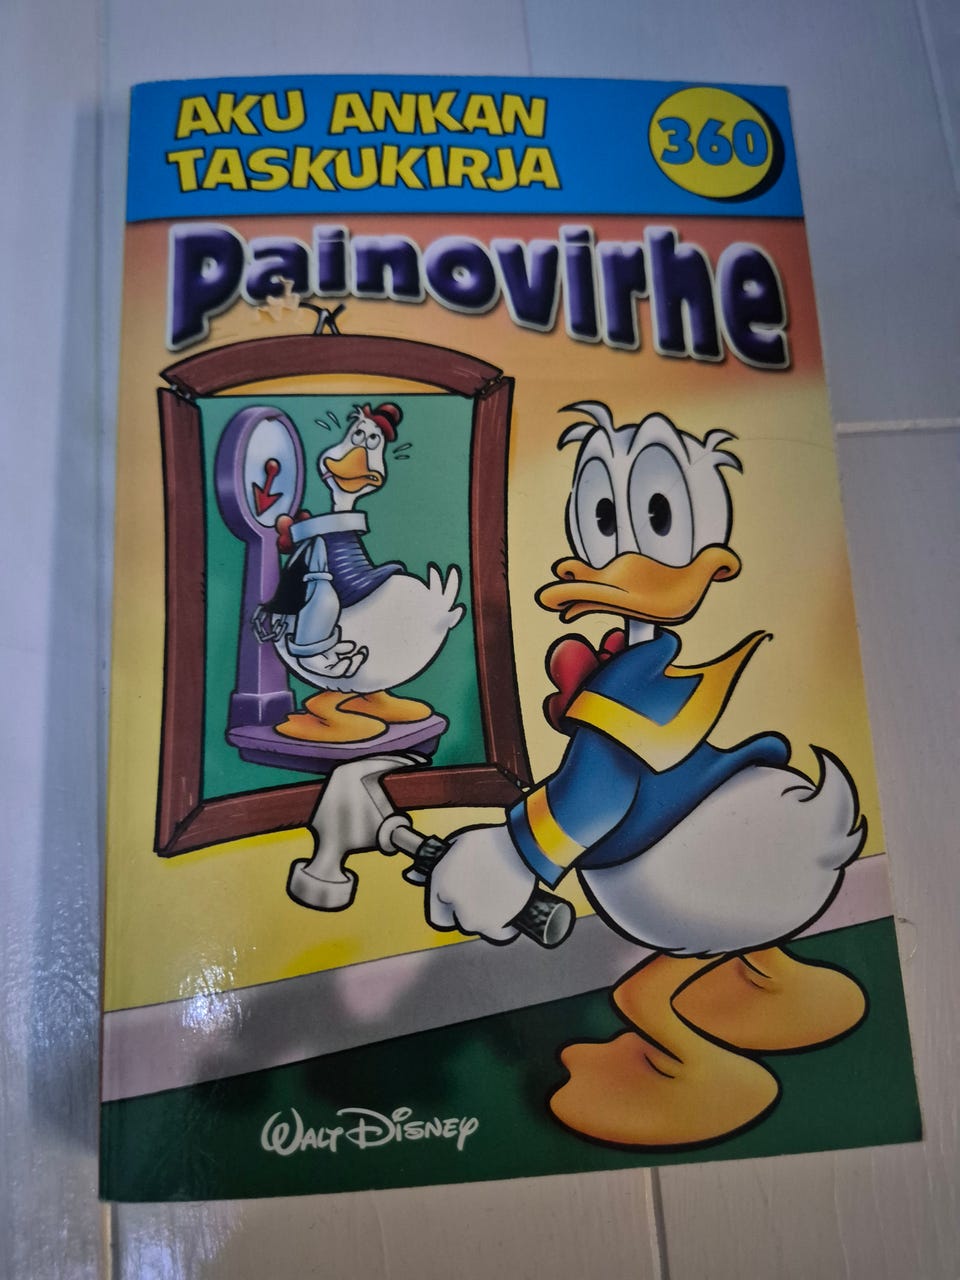 AKU ANKAN
TASKUKIRJA
360
Painovirhe
WALT DISNEY